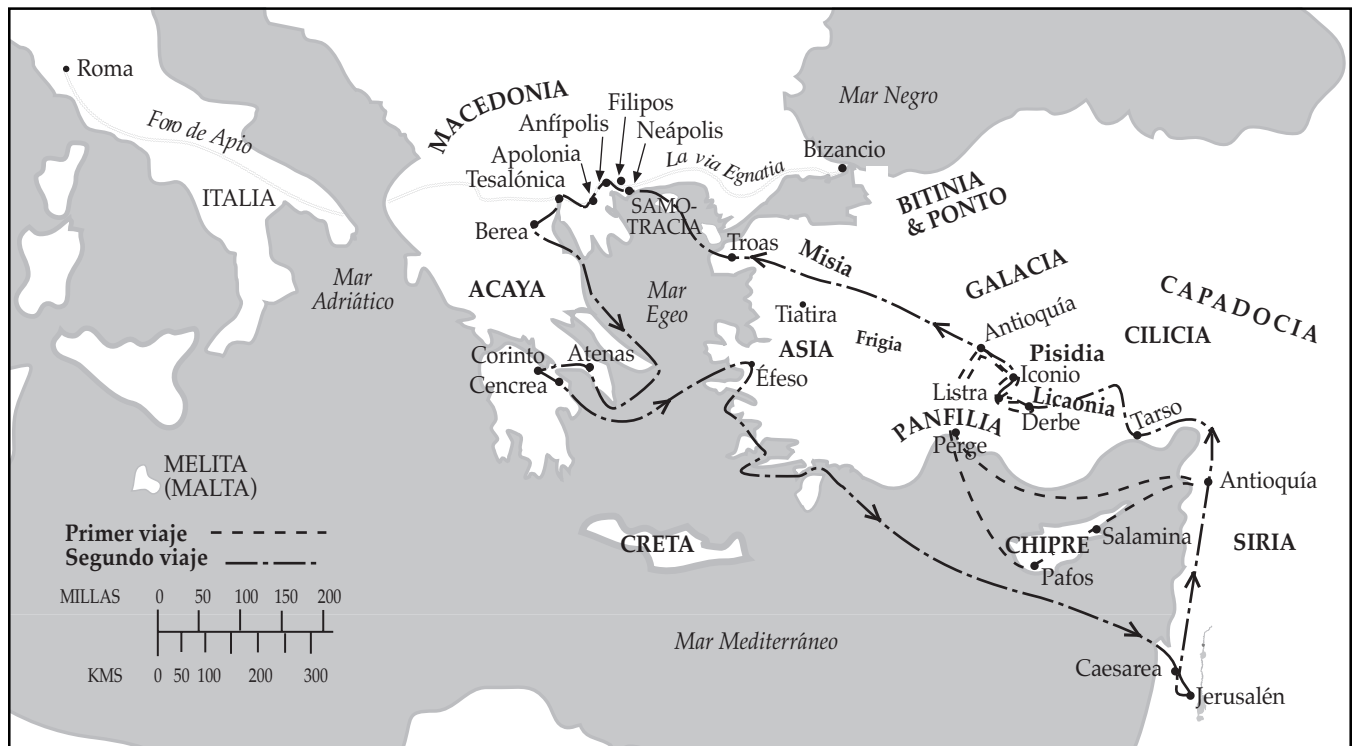 Roma
Foro de Apio
ITALIA
Mar
Adriático
MACEDONIA
Filipos
Anfípolis
Neápolis
Apolonia
Tesalónica
La via Egnatia
Mar Negro
Bizancio
SAMO-
TRACIA
Berea
BITINIA
& PONTO
Troas
Misia
ACAYA
Mar
Egeo
GALACIA
CAPADOCIA
Tiatira
Antioquía
CILICIA
Frigia
ASIA
Pisidia
Corinto
Atenas
Cencrea
Éfeso
Iconio
Listra
Licaonia
Derbe
Tarso
PANFILIA
Perge
MELITA
(MALTA)
Antioquía
Primer viaje
Segundo viaje
CRETA
CHIPRE
Salamina
Pafos
SIRIA
MILLAS 0 50 100 150 200
KMS 0 50 100 200 300
Mar Mediterráneo
Caesarea
Jerusalén